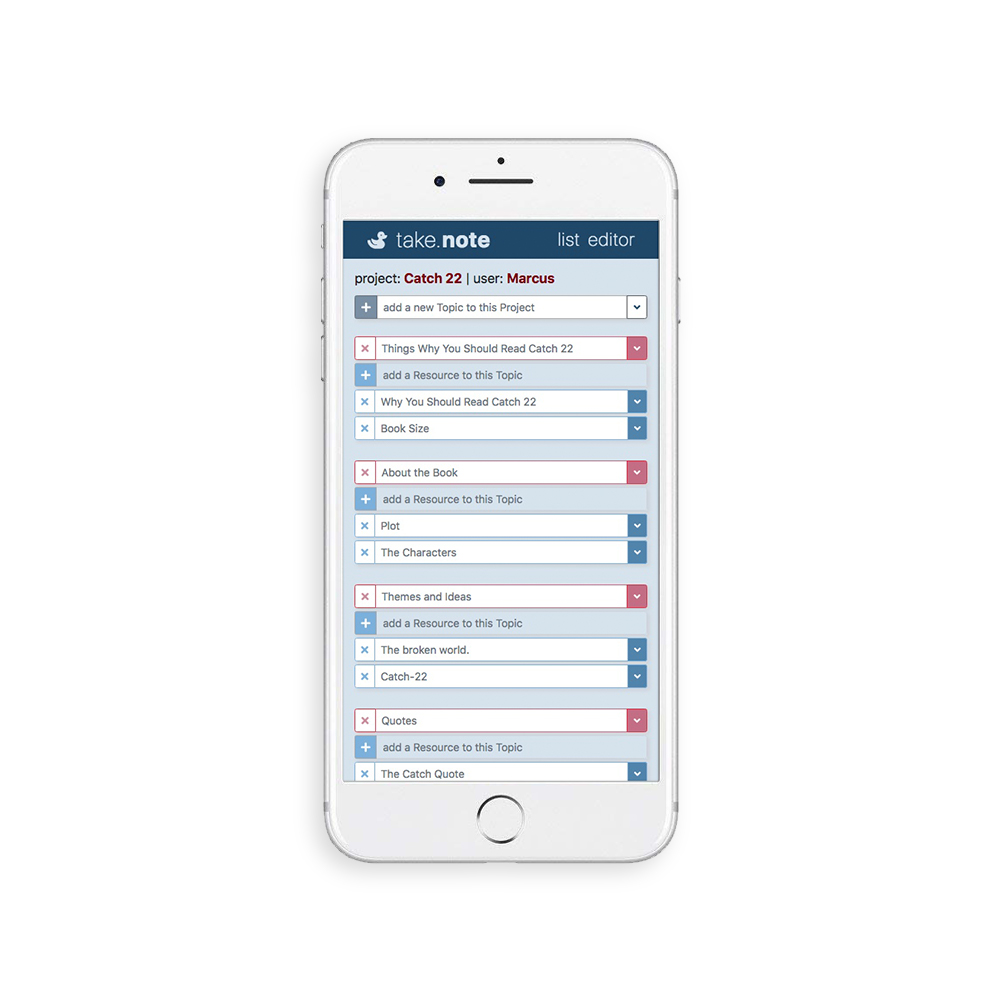 take.note list editor
project: Catch 22 | user: Marcus
add a new Topic to this Project
Things Why You Should Read Catch 22
add a Resource to this Topic
Why You Should Read Catch 22
Book Size
About the Book
add a Resource to this Topic
Plot
The Characters
Themes and Ideas
add a Resource to this Topic
The broken world.
Catch-22
Quotes
add a Resource to this Topic
The Catch Quote